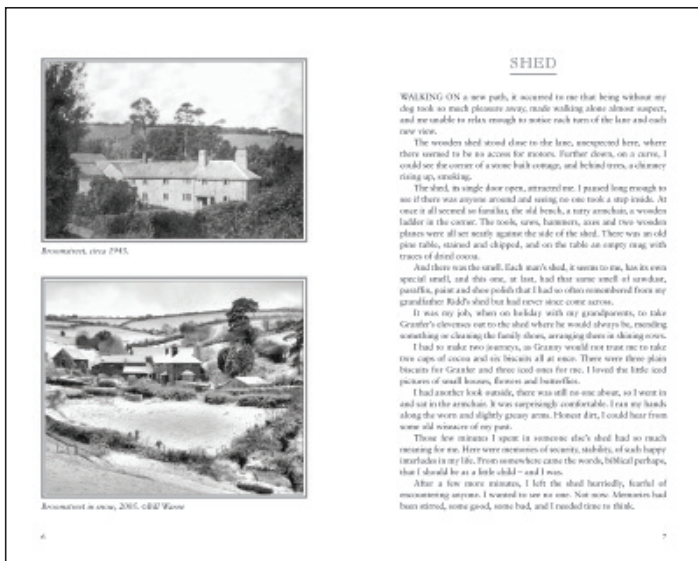 Broomstreet, circa 1945.
Broomstreet in snow, 2005. ©Bill Warne
6
SHED
WALKING ON a new path, it occurred to me that being without my
dog took so much pleasure away, made walking alone almost suspect,
and me unable to relax enough to notice each turn of the lane and each
new view.
The wooden shed stood close to the lane, unexpected here, where
there seemed to be no access for motors. Further down, on a curve, I
could see the corner of a stone built cottage, and behind trees, a chimney
rising up, smoking.
The shed, its single door open, attracted me. I paused long enough to
see if there was anyone around and seeing no one took a step inside. At
once it all seemed so familiar, the old bench, a tatty armchair, a wooden
ladder in the corner. The tools, saws, hammers, axes and two wooden
planes were all set neatly against the side of the shed. There was an old
pine table, stained and chipped, and on the table an empty mug with
traces of dried cocoa.
And there was the smell. Each man's shed, it seems to me, has its own
special smell, and this one, at last, had that same smell of sawdust,
paraffin, paint and shoe polish that I had so often remembered from my
grandfather Ridd's shed but had never since come across.
It was my job, when on holiday with my grandparents, to take
Granfer's elevenses out to the shed where he would always be, mending
something or cleaning the family shoes, arranging them in shining rows.
I had to make two journeys, as Granny would not trust me to take
two cups of cocoa and six biscuits all at once. There were three plain
biscuits for Granfer and three iced ones for me. I loved the little iced
pictures of small houses, flowers and butterflies.
I had another look outside, there was still no one about, so I went in
and sat in the armchair. It was surprisingly comfortable. I ran my hands
along the worn and slightly greasy arms. Honest dirt, I could hear from
some old of my past.
Those few minutes I spent in someone else's shed had so much
meaning for me. Here were memories of security, stability, of such happy
interludes in my life. From somewhere came the words, biblical perhaps,
that I should be as a little child – and I was.
After a few more minutes, I left the shed hurriedly, fearful of
encountering anyone. I wanted to see no one. Not now. Memories had
been stirred, some good, some bad, and I needed time to think.
7